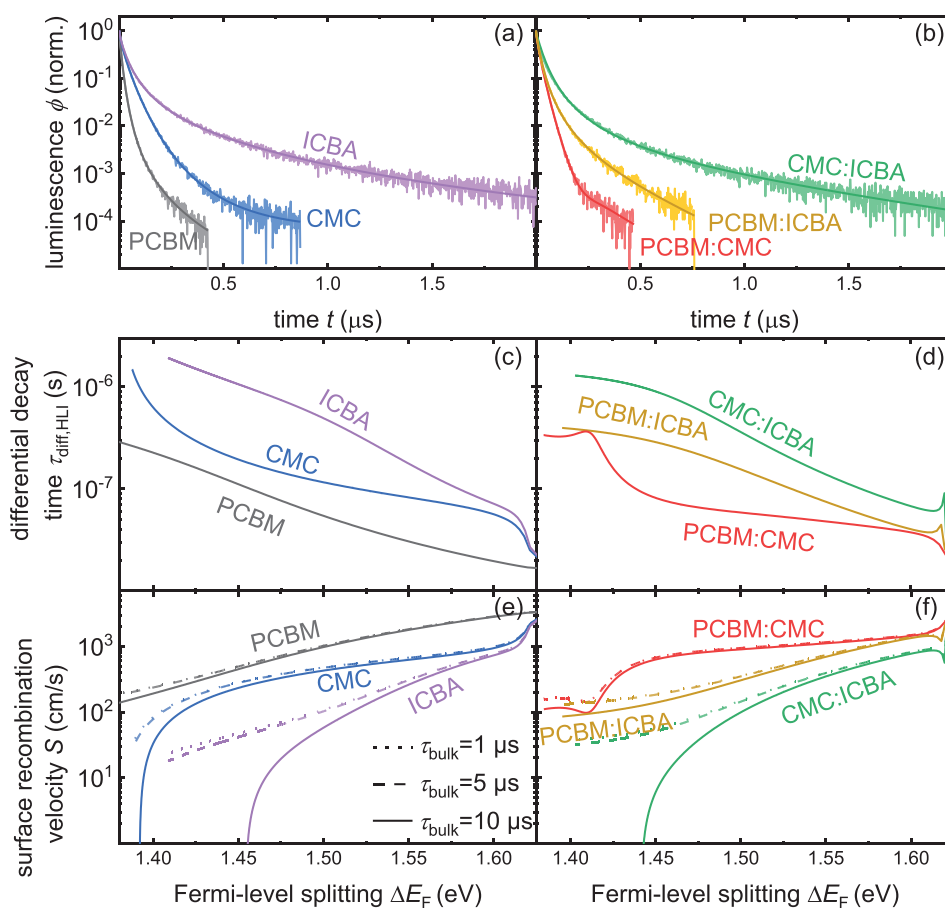 luminescence ϕ (norm.)
10⁰
10⁻¹
10⁻²
10⁻³
10⁻⁴
(a)
ICBA
CMC
PCBM
0.5
1.0
1.5
time t (μs)
(b)
CMC:ICBA
PCBM:ICBA
PCBM:CMC
0.5
1.0
1.5
time t (μs)
differential decay
time τdiff,HLI (s)
10⁻⁶
10⁻⁷
(c)
ICBA
CMC
PCBM
(d)
CMC:ICBA
PCBM:ICBA
PCBM:CMC
surface recombination
velocity S (cm/s)
10³
10²
10¹
(e)
PCBM
CMC
ICBA
τbulk=1 μs
τbulk=5 μs
τbulk=10 μs
1.40
1.45
1.50
1.55
1.60
Fermi-level splitting ΔEF (eV)
(f)
PCBM:CMC
PCBM:ICBA
CMC:ICBA
1.40
1.45
1.50
1.55
1.60
Fermi-level splitting ΔEF (eV)